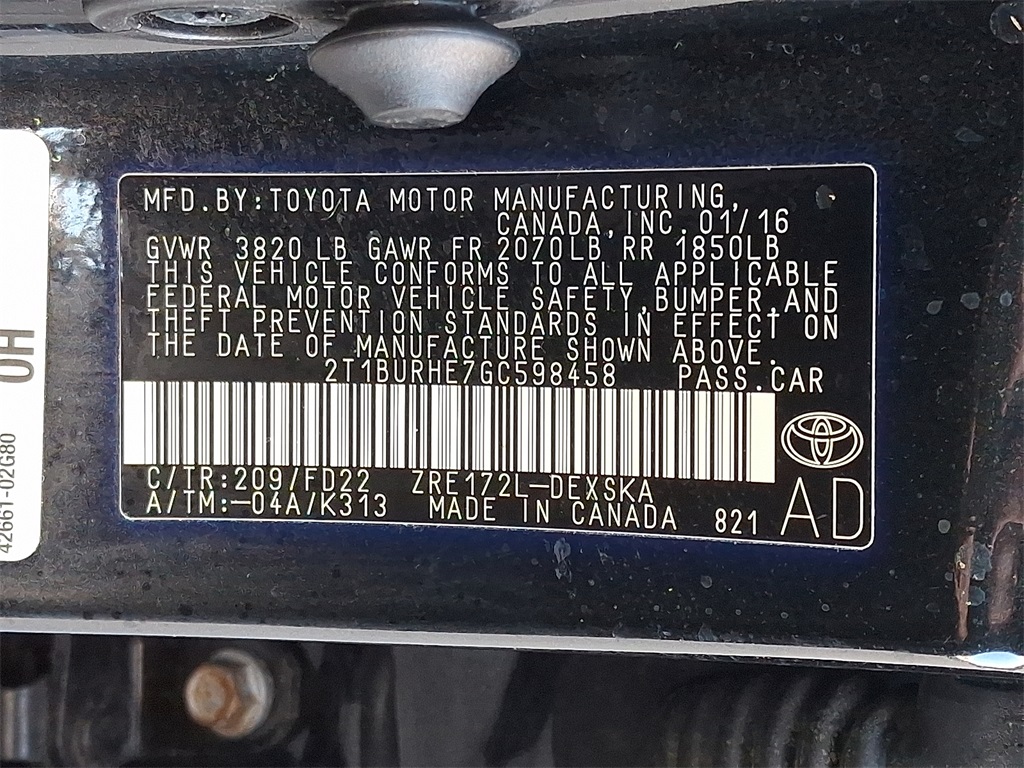 MFD.BY:TOYOTA MOTOR MANUFACTURING,
CANADA,INC. 01/16
GVWR 3820 LB GAWR FR 2070LB RR 1850LB
THIS VEHICLE CONFORMS TO ALL APPLICABLE
FEDERAL MOTOR VEHICLE SAFETY,BUMPER,AND
THEFT PREVENTION STANDARDS IN EFFECT ON
THE DATE OF MANUFACTURE SHOWN ABOVE.
2T1BURHE7GC598458 PASS.CAR
C/TR:209/FD22 ZRE172L-DEXSKA
A/TM:-04A/K313 MADE IN CANADA 821 AD
0H
42661-02G80